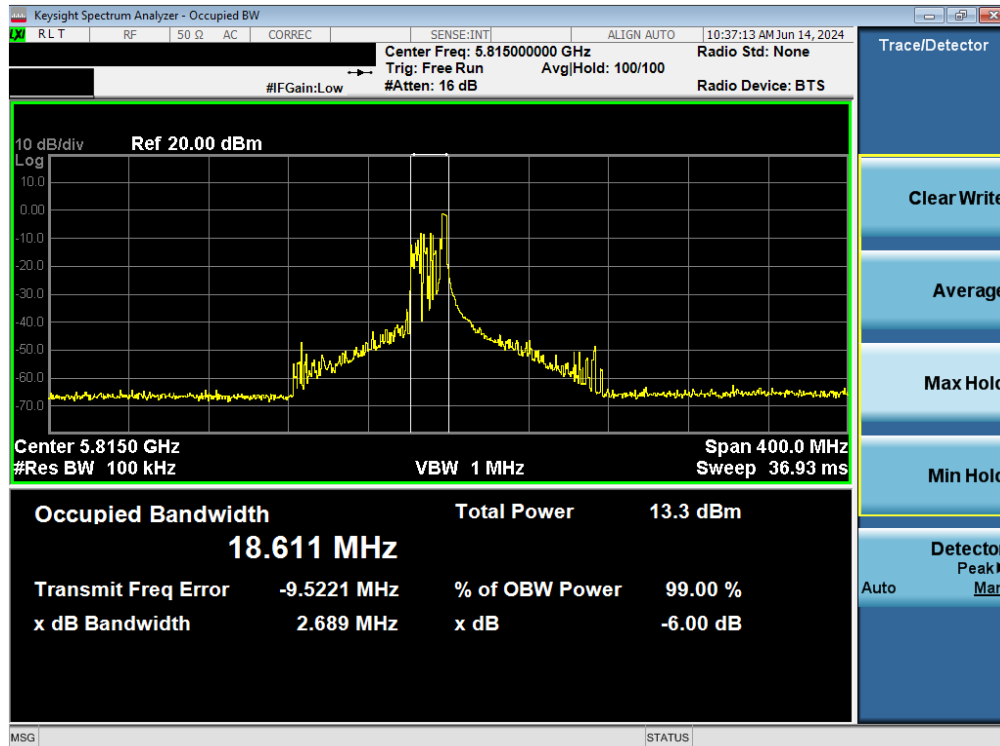 Keysight Spectrum Analyzer - Occupied BW
LXI RLT RF 50 Ω AC CORREC SENSE:INT ALIGN AUTO 10:37:13 AM Jun 14, 2024
Center Freq: 5.815000000 GHz Radio Std: None
Trig: Free Run Avg|Hold: 100/100
#IFGain:Low #Atten: 16 dB Radio Device: BTS
10 dB/div Ref 20.00 dBm
Log
10.0
0.00
-10.0
-20.0
-30.0
-40.0
-50.0
-60.0
-70.0
Center 5.8150 GHz Span 400.0 MHz
#Res BW 100 kHz VBW 1 MHz Sweep 36.93 ms
Occupied Bandwidth Total Power 13.3 dBm
18.611 MHz
Transmit Freq Error -9.5221 MHz % of OBW Power 99.00 %
x dB Bandwidth 2.689 MHz x dB -6.00 dB
MSG STATUS
Trace/Detector
Clear Write
Average
Max Hold
Min Hold
Detector
Peak
Auto Man